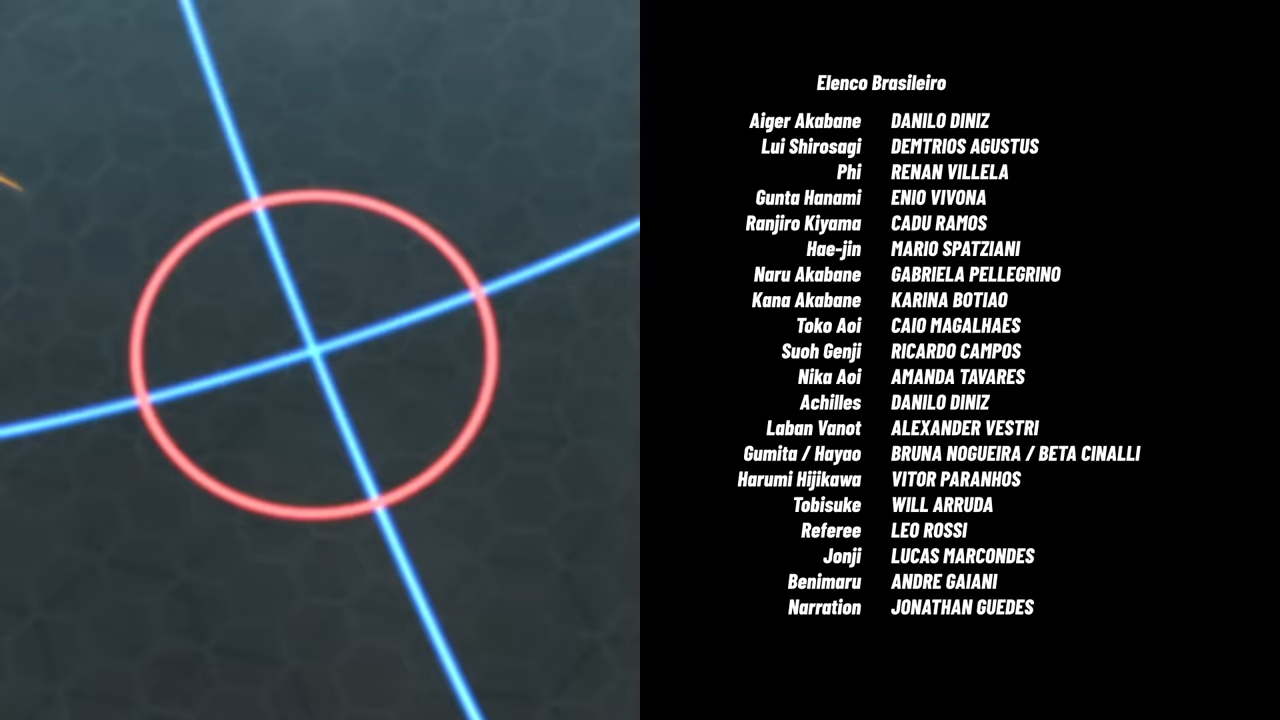 Elenco Brasileiro
Aiger Akabane DANILO DINIZ
Lui Shirosagi DEMTRIOS AGUSTUS
Phi RENAN VILLELA
Gunta Hanami ENIO VIVONA
Ranjiro Kiyama CADU RAMOS
Hae-jin MARIO SPATZIANI
Naru Akabane GABRIELA PELLEGRINO
Kana Akabane KARINA BOTIAO
Toko Aoi CAIO MAGALHAES
Suoh Genji RICARDO CAMPOS
Nika Aoi AMANDA TAVARES
Achilles DANILO DINIZ
Laban Vanot ALEXANDER VESTRI
Gumita / Hayao BRUNA NOGUEIRA / BETA CINALLI
Harumi Hijikawa VITOR PARANHOS
Tobisuke WILL ARRUDA
Referee LEO ROSSI
Jonji LUCAS MARCONDES
Benimaru ANDRE GAIANI
Narration JONATHAN GUEDES